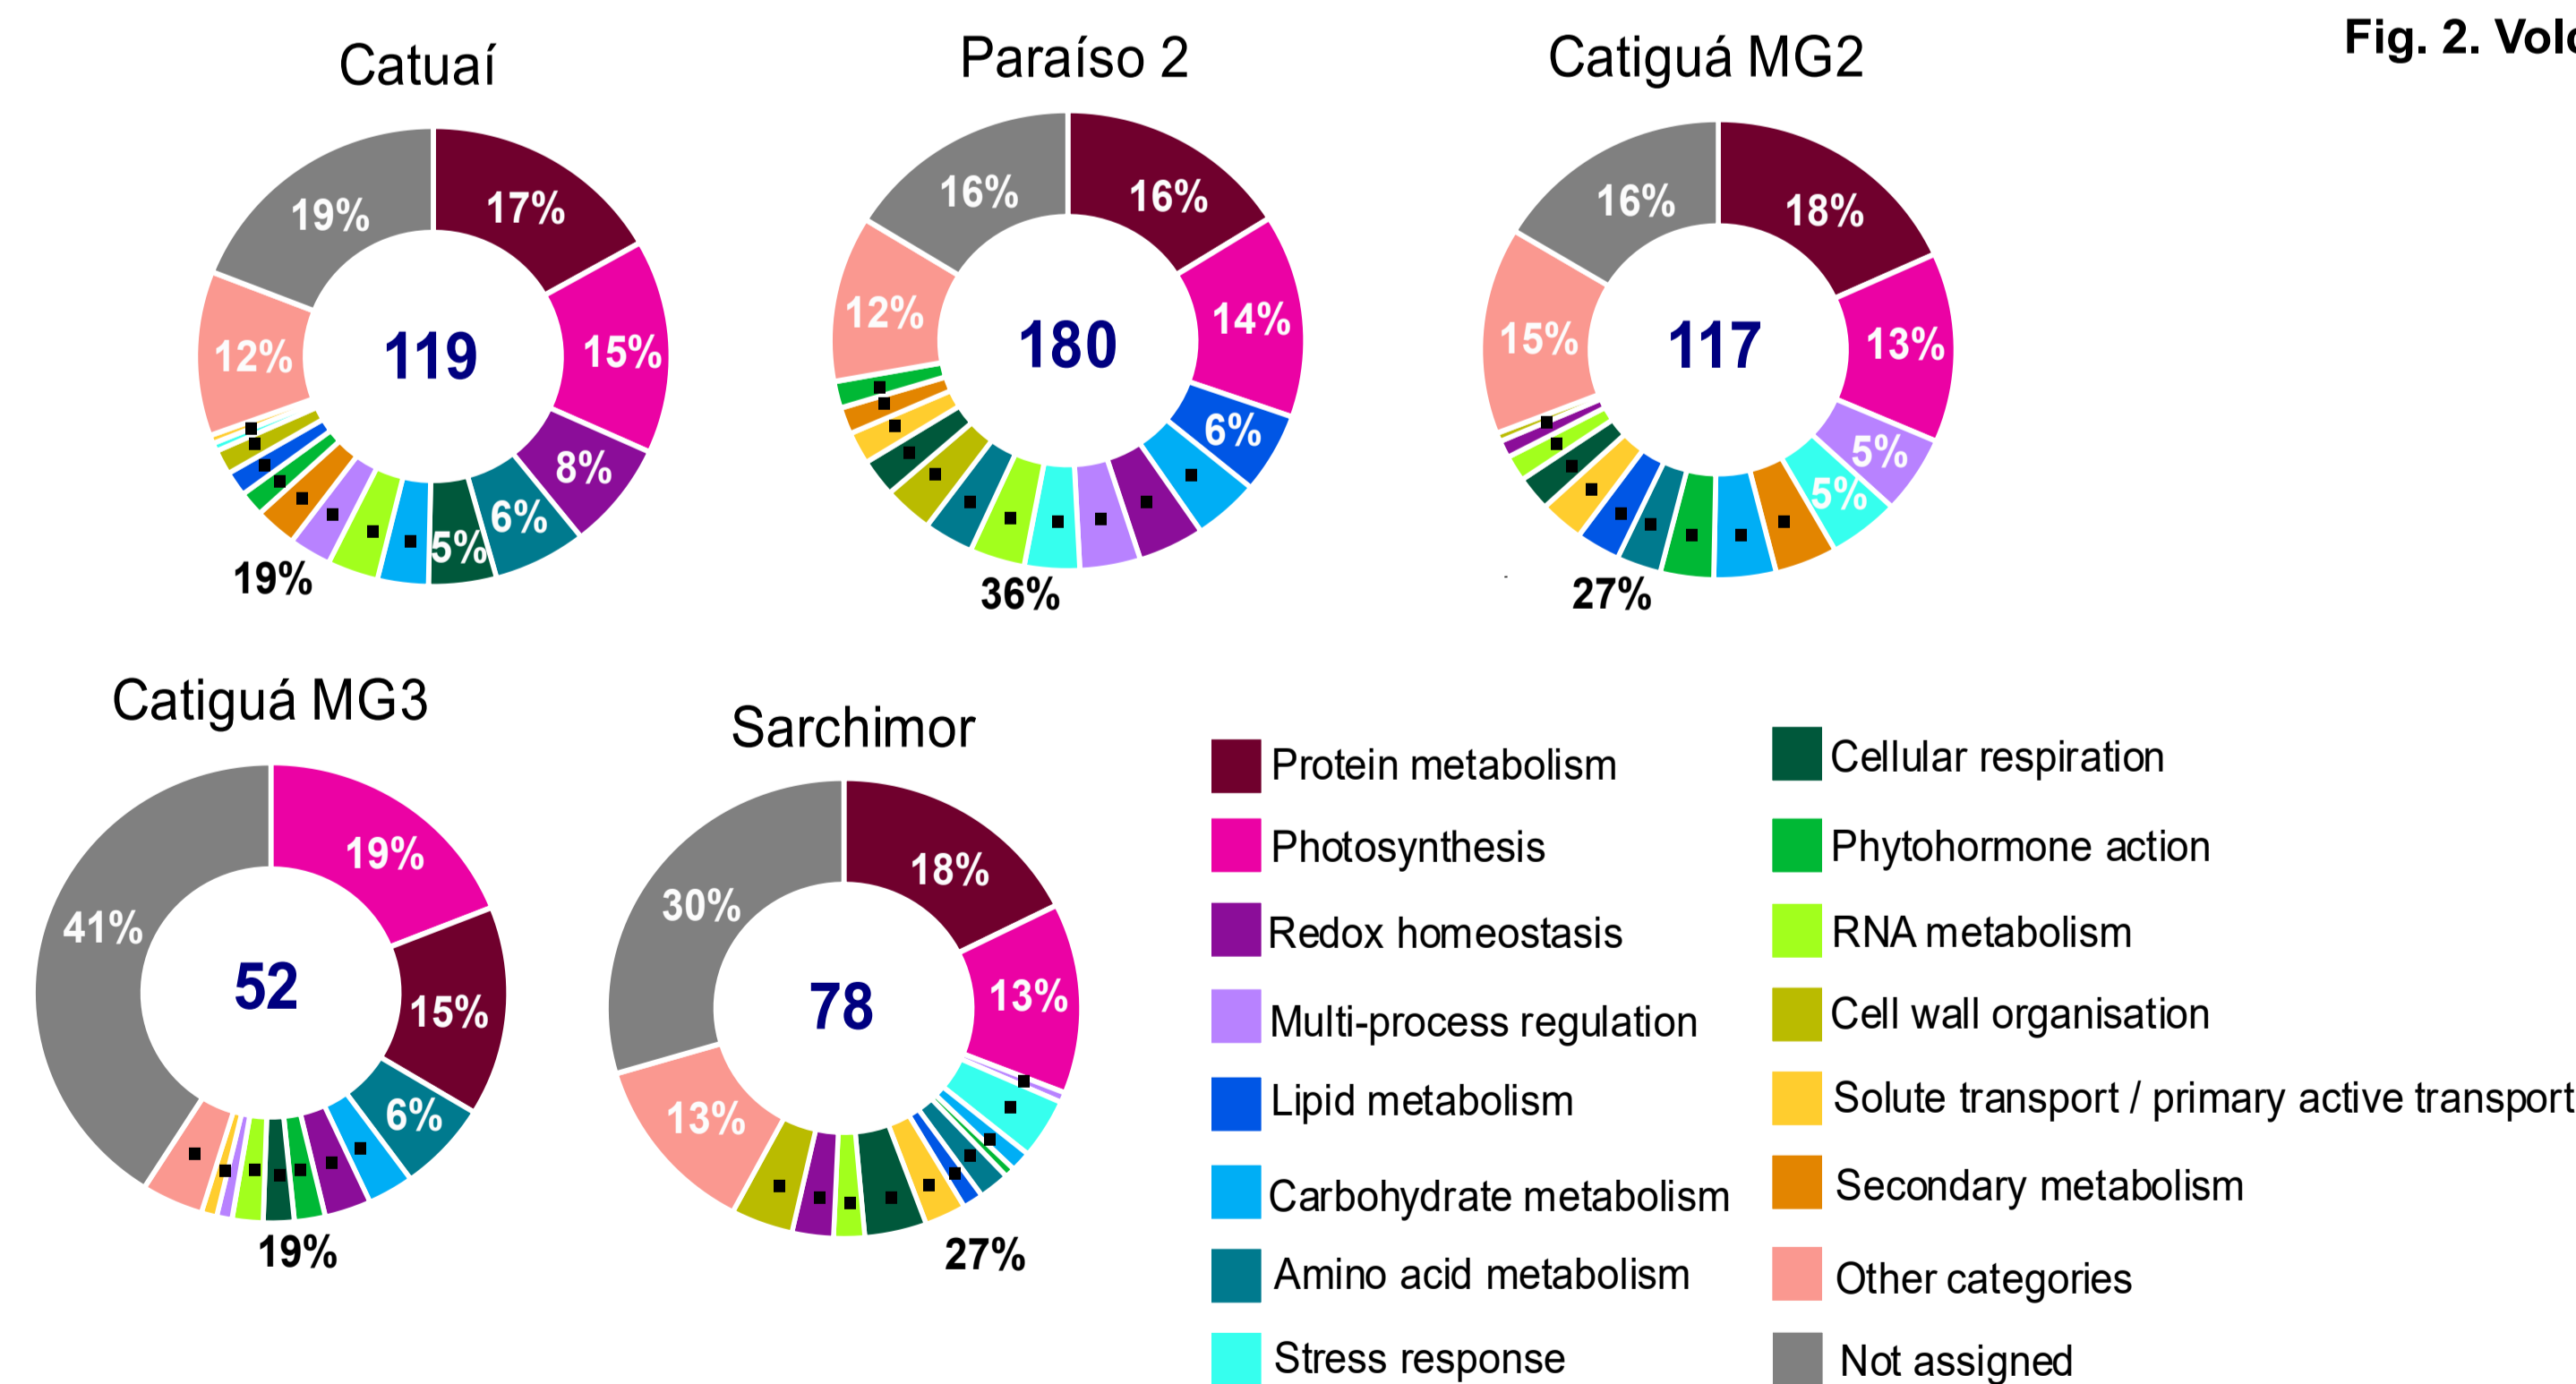 Fig. 2. Volc
Catuaí
Paraíso 2
Catiguá MG2
19%
17%
15%
8%
6%
5%
19%
12%
119
16%
16%
14%
6%
36%
12%
180
16%
18%
13%
5%
5%
27%
15%
117
Catiguá MG3
Sarchimor
41%
19%
15%
6%
19%
52
30%
18%
13%
27%
13%
78
Protein metabolism
Photosynthesis
Redox homeostasis
Multi-process regulation
Lipid metabolism
Carbohydrate metabolism
Amino acid metabolism
Stress response
Cellular respiration
Phytohormone action
RNA metabolism
Cell wall organisation
Solute transport / primary active transport
Secondary metabolism
Other categories
Not assigned